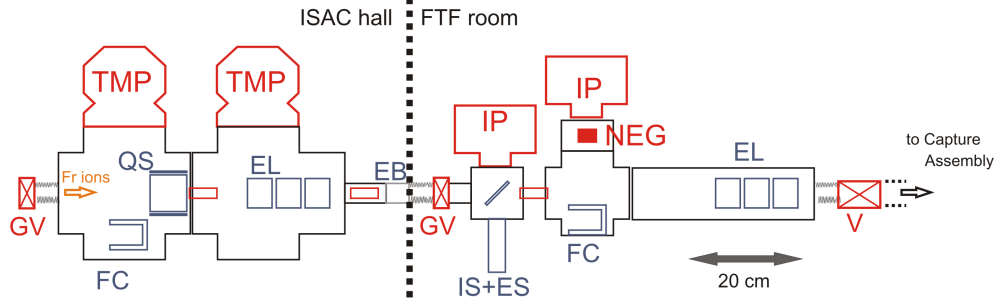 ISAC hall
FTF room
TMP
TMP
IP
IP
NEG
QS
EL
EB
EL
to Capture
Assembly
Fr ions
GV
GV
V
FC
FC
IS+ES
20 cm